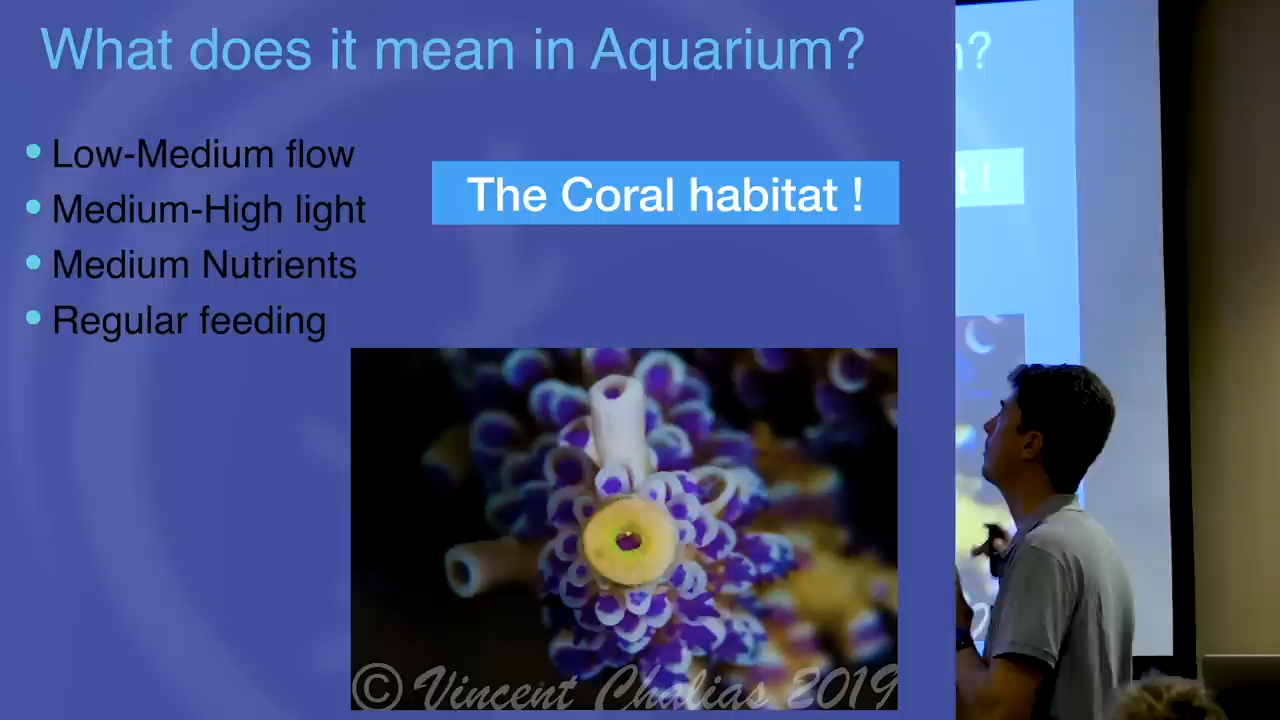 What does it mean in Aquarium?
• Low-Medium flow
• Medium-High light
• Medium Nutrients
• Regular feeding
The Coral habitat !
© Vincent Chalias 2019
?
t !